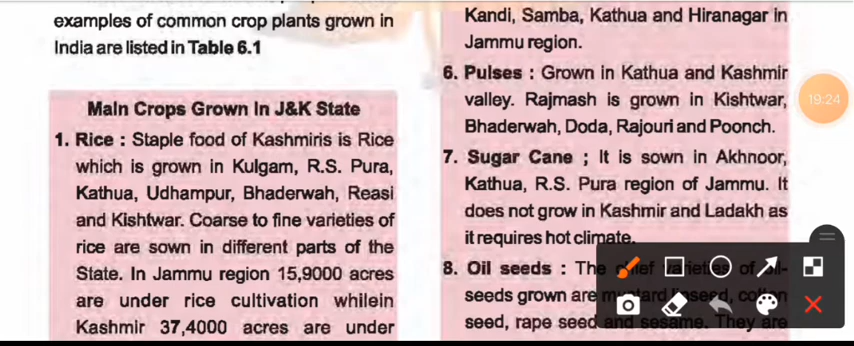 examples of common crop plants grown in
India are listed in Table 6.1
Main Crops Grown In J&K State
1. Rice : Staple food of Kashmiris is Rice
which is grown in Kulgam, R.S. Pura,
Kathua, Udhampur, Bhaderwah, Reasi
and Kishtwar. Coarse to fine varieties of
rice are sown in different parts of the
State. In Jammu region 15,9000 acres
are under rice cultivation whilein
Kashmir 37,4000 acres are under
Kandi, Samba, Kathua and Hiranagar in
Jammu region.
6. Pulses : Grown in Kathua and Kashmir
valley. Rajmash is grown in Kishtwar,
Bhaderwah, Doda, Rajouri and Poonch.
7. Sugar Cane ; It is sown in Akhnoor,
Kathua, R.S. Pura region of Jammu. It
does not grow in Kashmir and Ladakh as
it requires hot climate.
8. Oil seeds : The chief varieties of oil-
seeds grown are mustard linseed, cotton
seed, rape seed and sesame. They are
19:24